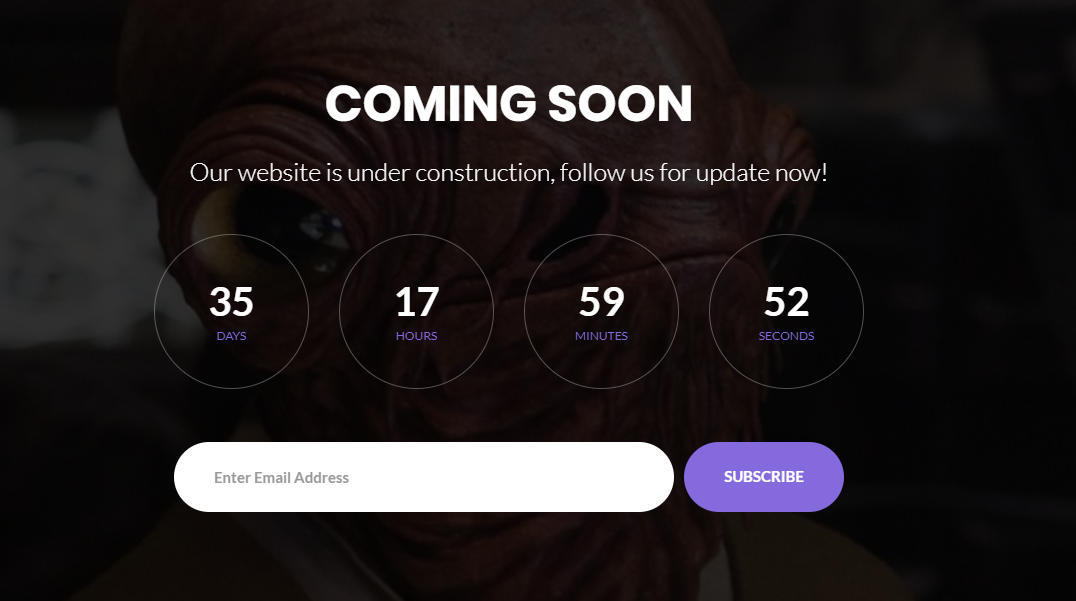 COMING SOON
Our website is under construction, follow us for update now!
35 17 59 52
DAYS HOURS MINUTES SECONDS
Enter Email Address SUBSCRIBE